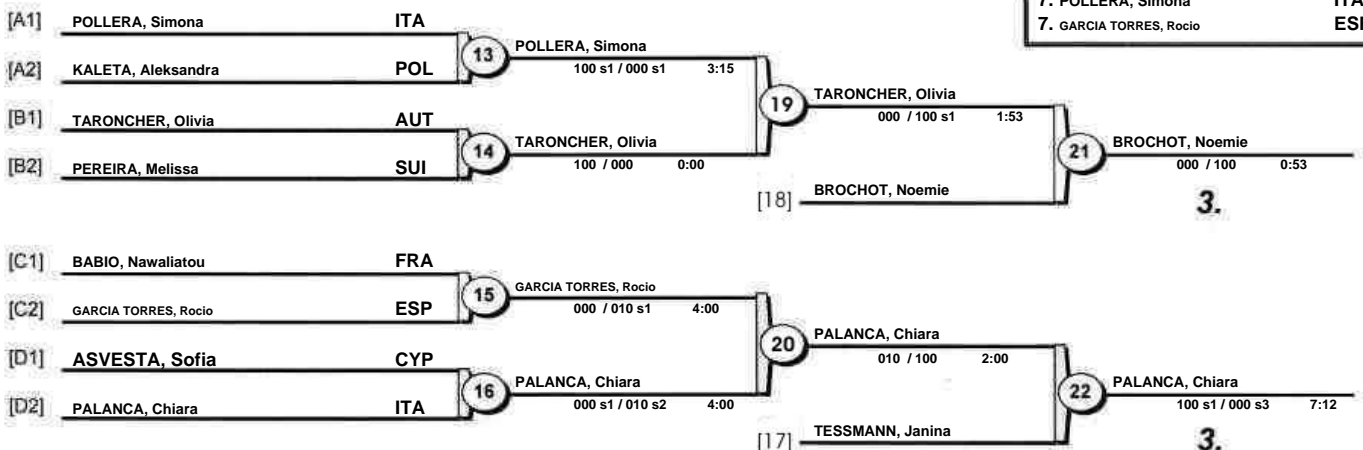 7. POLLERA, Simona ITA
7. GARCIA TORRES, Rocio
[A1] POLLERA, Simona ITA
13 POLLERA, Simona
100 s1 / 000 s1 3:15
[A2] KALETA, Aleksandra POL
19 TARONCHER, Olivia
000 / 100 s1 1:53
[B1] TARONCHER, Olivia AUT
14 TARONCHER, Olivia
100 / 000 0:00
[B2] PEREIRA, Melissa SUI
21 BROCHOT, Noemie
000 / 100 0:53
[18] BROCHOT, Noemie
3.
[C1] BABIO, Nawaliatou FRA
15 GARCIA TORRES, Rocio
000 / 010 s1 4:00
[C2] GARCIA TORRES, Rocio ESP
20 PALANCA, Chiara
010 / 100 2:00
[D1] ASVESTA, Sofia CYP
16 PALANCA, Chiara
000 s1 / 010 s2 4:00
[D2] PALANCA, Chiara ITA
22 PALANCA, Chiara
100 s1 / 000 s3 7:12
[17] TESSMANN, Janina
3.